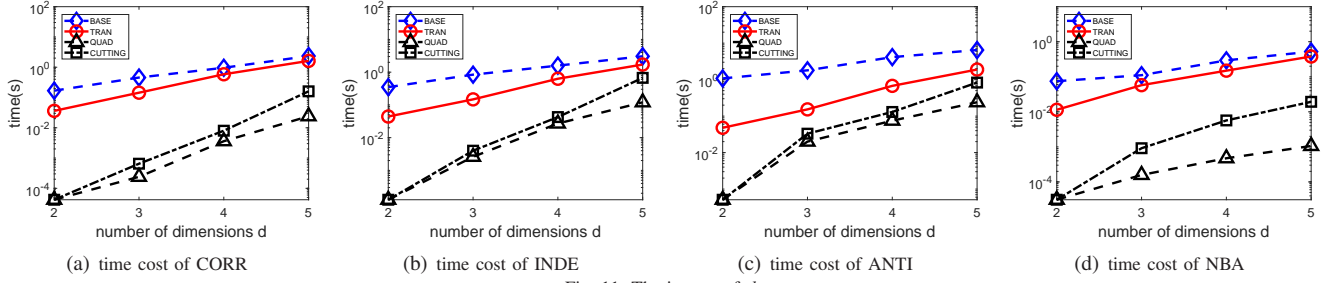 BASE
TRAN
QUAD
CUTTING
10^2
10^0
10^-2
10^-4
time(s)
2 3 4 5
number of dimensions d
(a) time cost of CORR
BASE
TRAN
QUAD
CUTTING
10^2
10^0
10^-2
time(s)
2 3 4 5
number of dimensions d
(b) time cost of INDE
BASE
TRAN
QUAD
CUTTING
10^2
10^0
10^-2
time(s)
2 3 4 5
number of dimensions d
(c) time cost of ANTI
BASE
TRAN
QUAD
CUTTING
10^0
10^-2
10^-4
time(s)
2 3 4 5
number of dimensions d
(d) time cost of NBA